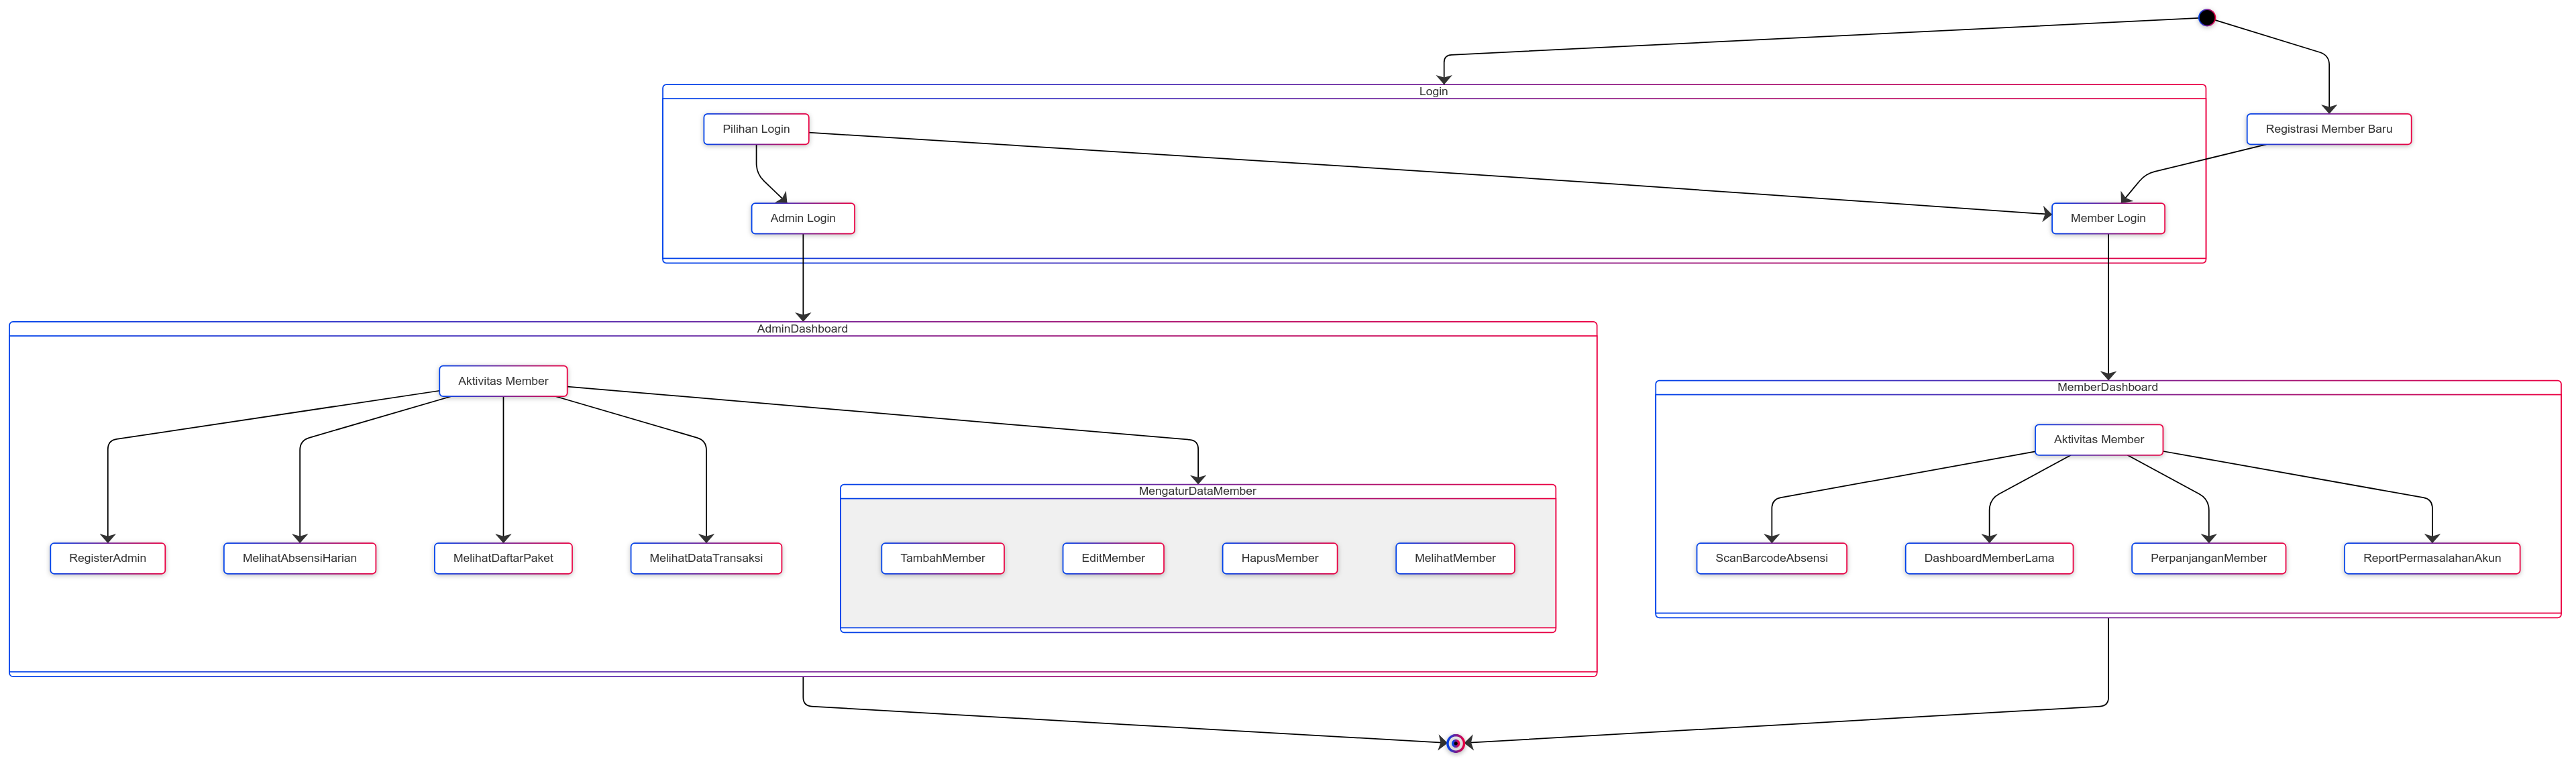 Login
Pilihan Login
Registrasi Member Baru
Admin Login
Member Login
AdminDashboard
MemberDashboard
Aktivitas Member
Aktivitas Member
MengaturDataMember
RegisterAdmin
MelihatAbsensiHarian
MelihatDaftarPaket
MelihatDataTransaksi
TambahMember
EditMember
HapusMember
MelihatMember
ScanBarcodeAbsensi
DashboardMemberLama
PerpanjanganMember
ReportPermasalahanAkun